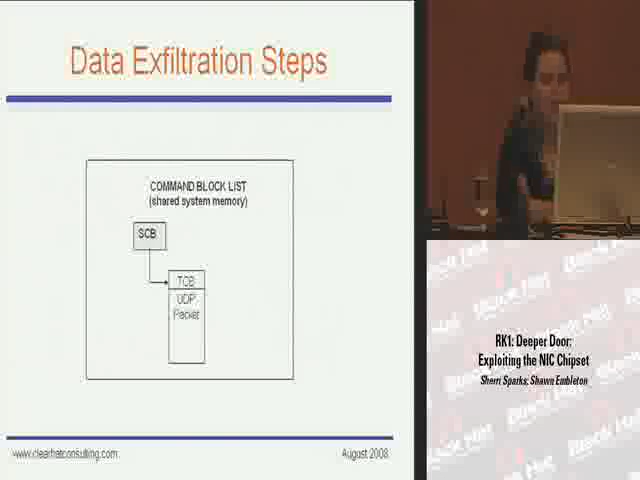 Data Exfiltration Steps
COMMAND BLOCK LIST
(shared system memory)
SCB
TCB
UDP
Packet
www.clearhatconsulting.com
August 2008
RK1: Deeper Door:
Exploiting the NIC Chipset
Sherri Sparks, Shawn Embleton